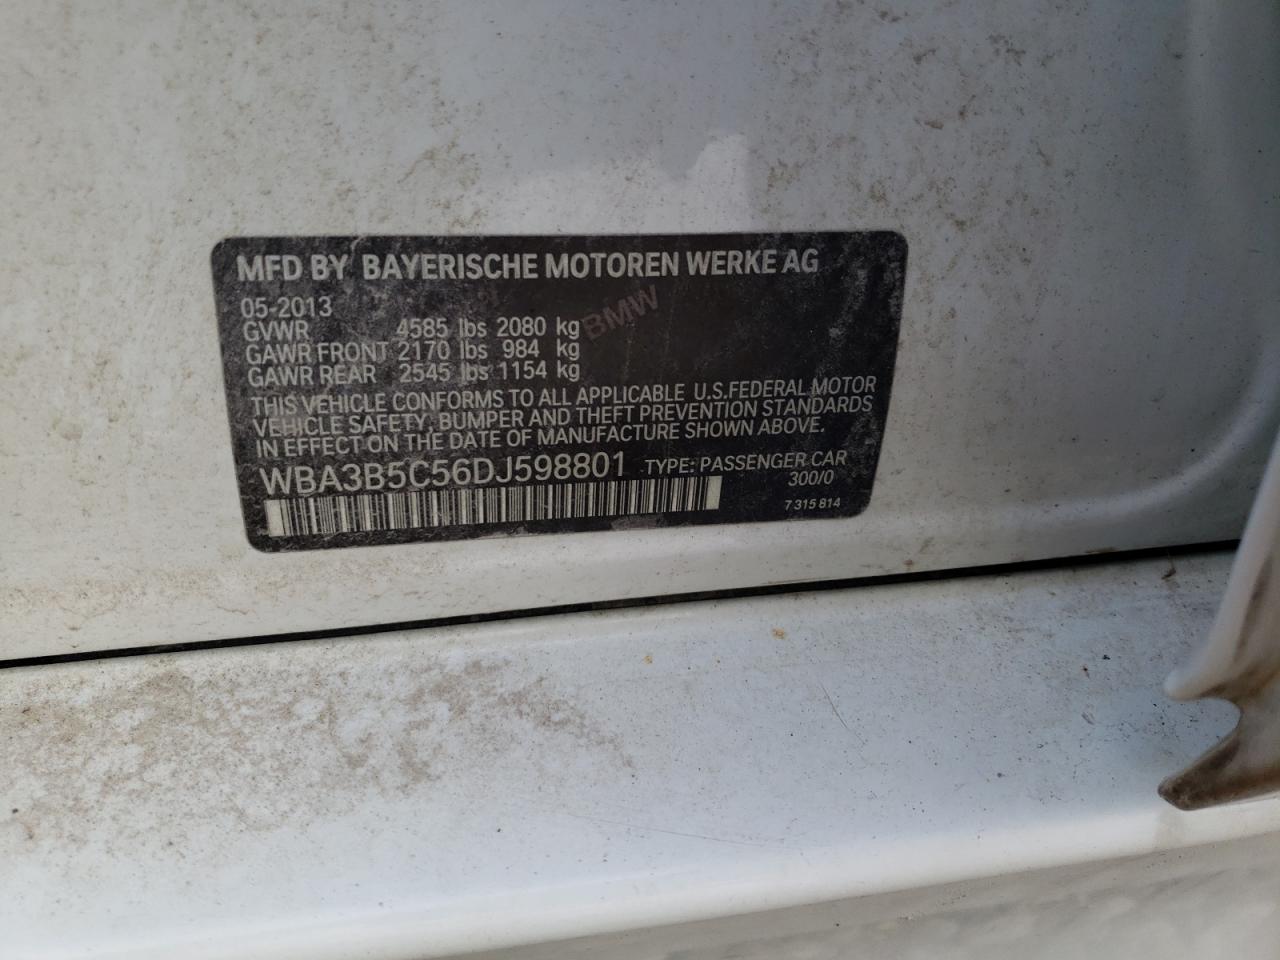 MFD BY BAYERISCHE MOTOREN WERKE AG
05-2013
GVWR 4585 lbs 2080 kg
GAWR FRONT 2170 lbs 984 kg
GAWR REAR 2545 lbs 1154 kg
BMW
THIS VEHICLE CONFORMS TO ALL APPLICABLE U.S.FEDERAL MOTOR
VEHICLE SAFETY, BUMPER AND THEFT PREVENTION STANDARDS
IN EFFECT ON THE DATE OF MANUFACTURE SHOWN ABOVE.
WBA3B5C56DJ598801 TYPE: PASSENGER CAR
300/0
7 315 814